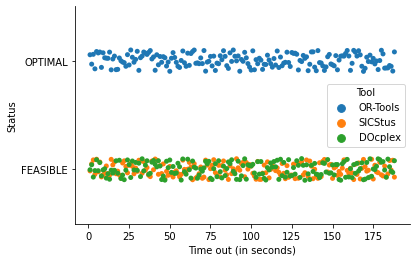 OPTIMAL
FEASIBLE
Status
Tool
OR-Tools
SICStus
DOcplex
0 25 50 75 100 125 150 175
Time out (in seconds)